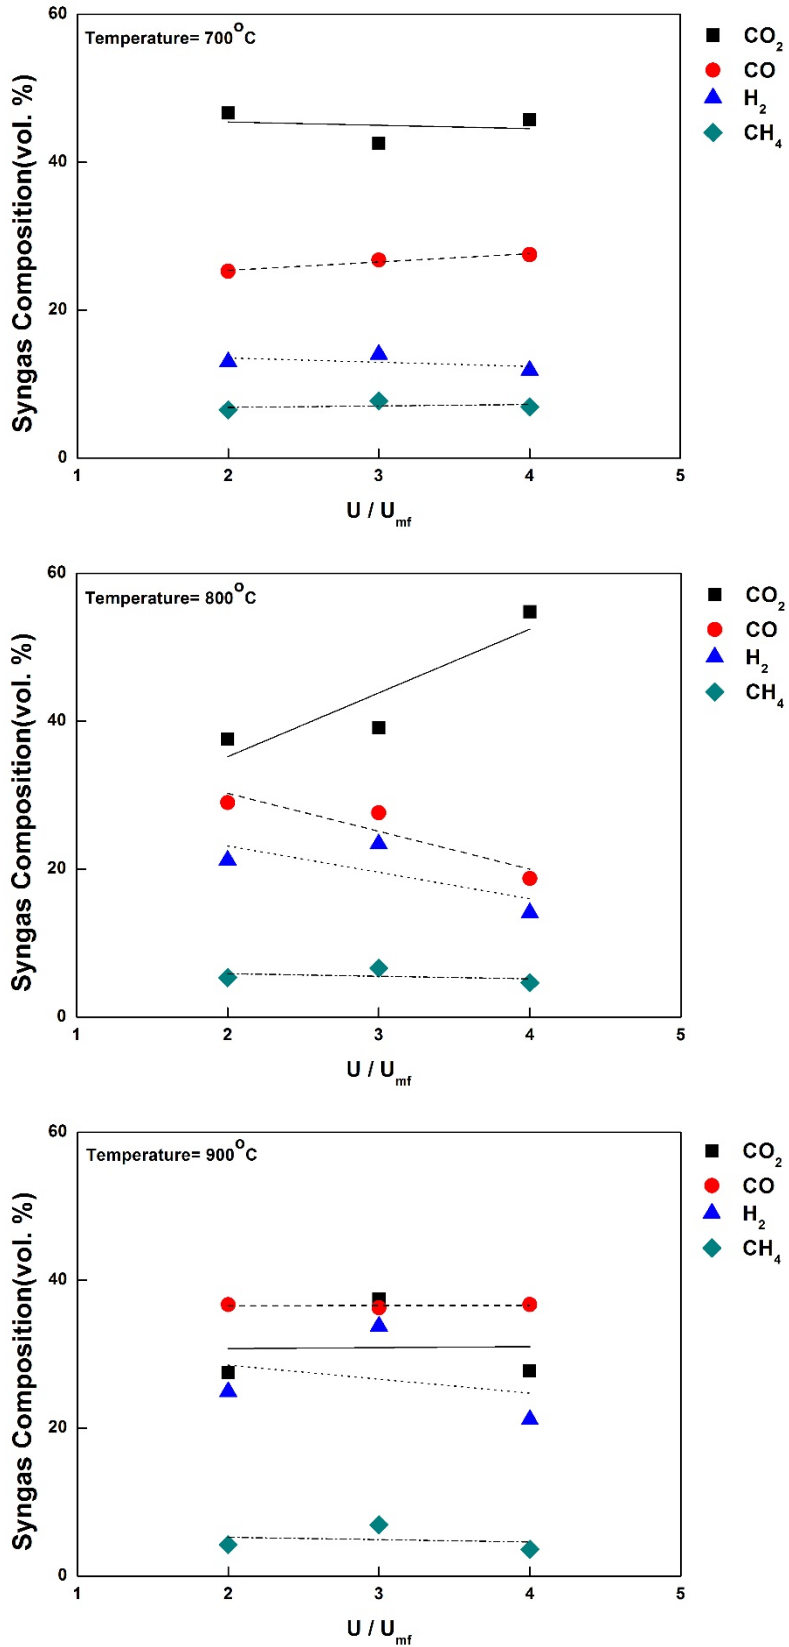 60
Temperature= 700°C
CO₂
CO
H₂
CH₄
Syngas Composition(vol. %)
40
20
0
1 2 3 4 5
U / Uₘf
60
Temperature= 800°C
CO₂
CO
H₂
CH₄
Syngas Composition(vol. %)
40
20
0
1 2 3 4 5
U / Uₘf
60
Temperature= 900°C
CO₂
CO
H₂
CH₄
Syngas Composition(vol. %)
40
20
0
1 2 3 4 5
U / Uₘf